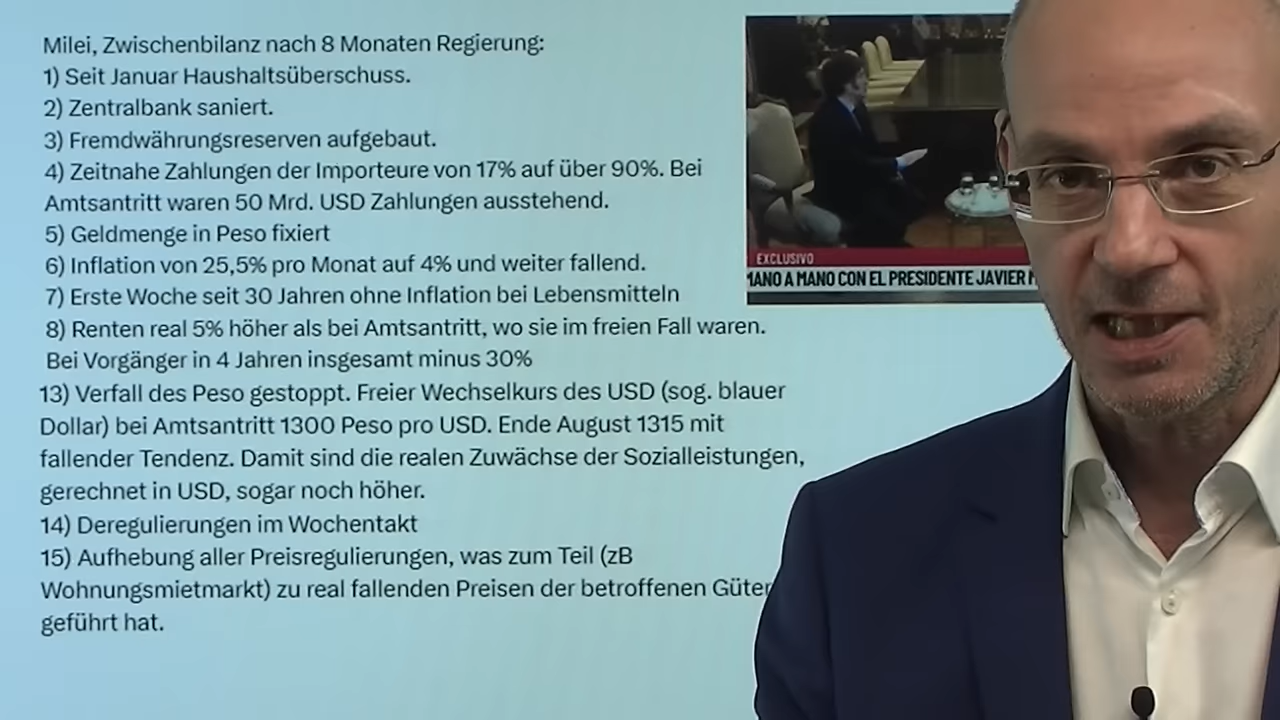 Milei, Zwischenbilanz nach 8 Monaten Regierung:
1) Seit Januar Haushaltsüberschuss.
2) Zentralbank saniert.
3) Fremdwährungsreserven aufgebaut.
4) Zeitnahe Zahlungen der Importeure von 17% auf über 90%. Bei
Amtsantritt waren 50 Mrd. USD Zahlungen ausstehend.
5) Geldmenge in Peso fixiert
6) Inflation von 25,5% pro Monat auf 4% und weiter fallend.
7) Erste Woche seit 30 Jahren ohne Inflation bei Lebensmitteln
8) Renten real 5% höher als bei Amtsantritt, wo sie im freien Fall waren.
Bei Vorgänger in 4 Jahren insgesamt minus 30%
13) Verfall des Peso gestoppt. Freier Wechselkurs des USD (sog. blauer
Dollar) bei Amtsantritt 1300 Peso pro USD. Ende August 1315 mit
fallender Tendenz. Damit sind die realen Zuwächse der Sozialleistungen,
gerechnet in USD, sogar noch höher.
14) Deregulierungen im Wochentakt
15) Aufhebung aller Preisregulierungen, was zum Teil (zB
Wohnungsmietmarkt) zu real fallenden Preisen der betroffenen Güter
geführt hat.
EXCLUSIVO
MANO A MANO CON EL PRESIDENTE JAVIER